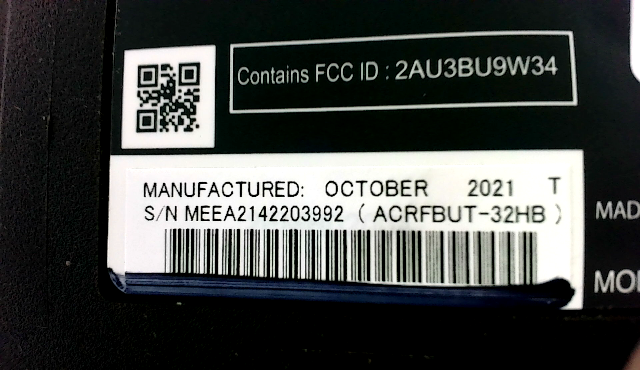 Contains FCC ID : 2AU3BU9W34
MANUFACTURED: OCTOBER 2021 T
S/N MEEA2142203992 ( ACRFBUT-32HB )
MAD
MO